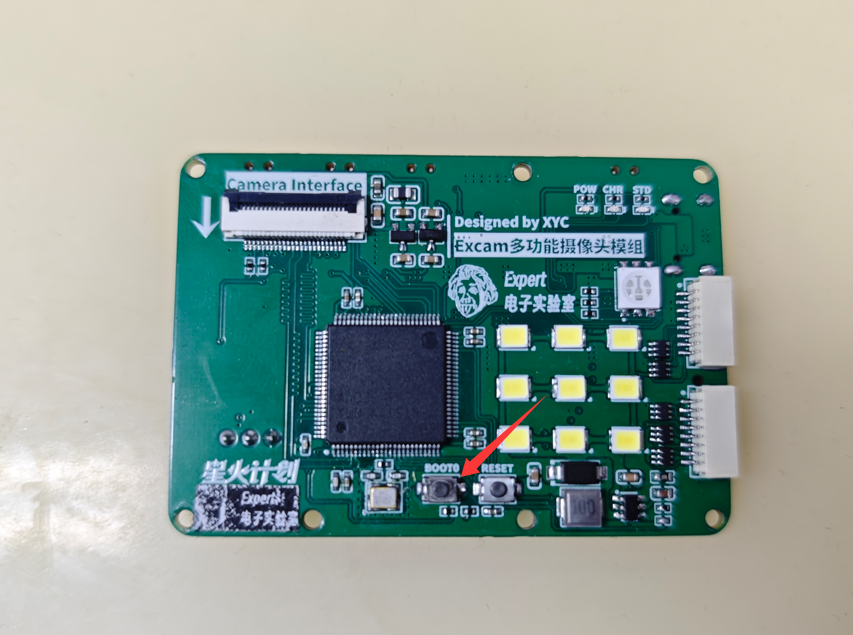 Camera Interface
POW CHR STD
Designed by XYC
Excam多功能摄像头模组
Expert
电子实验室
BOOT0 RESET
星火计划
Expert
电子实验室
100